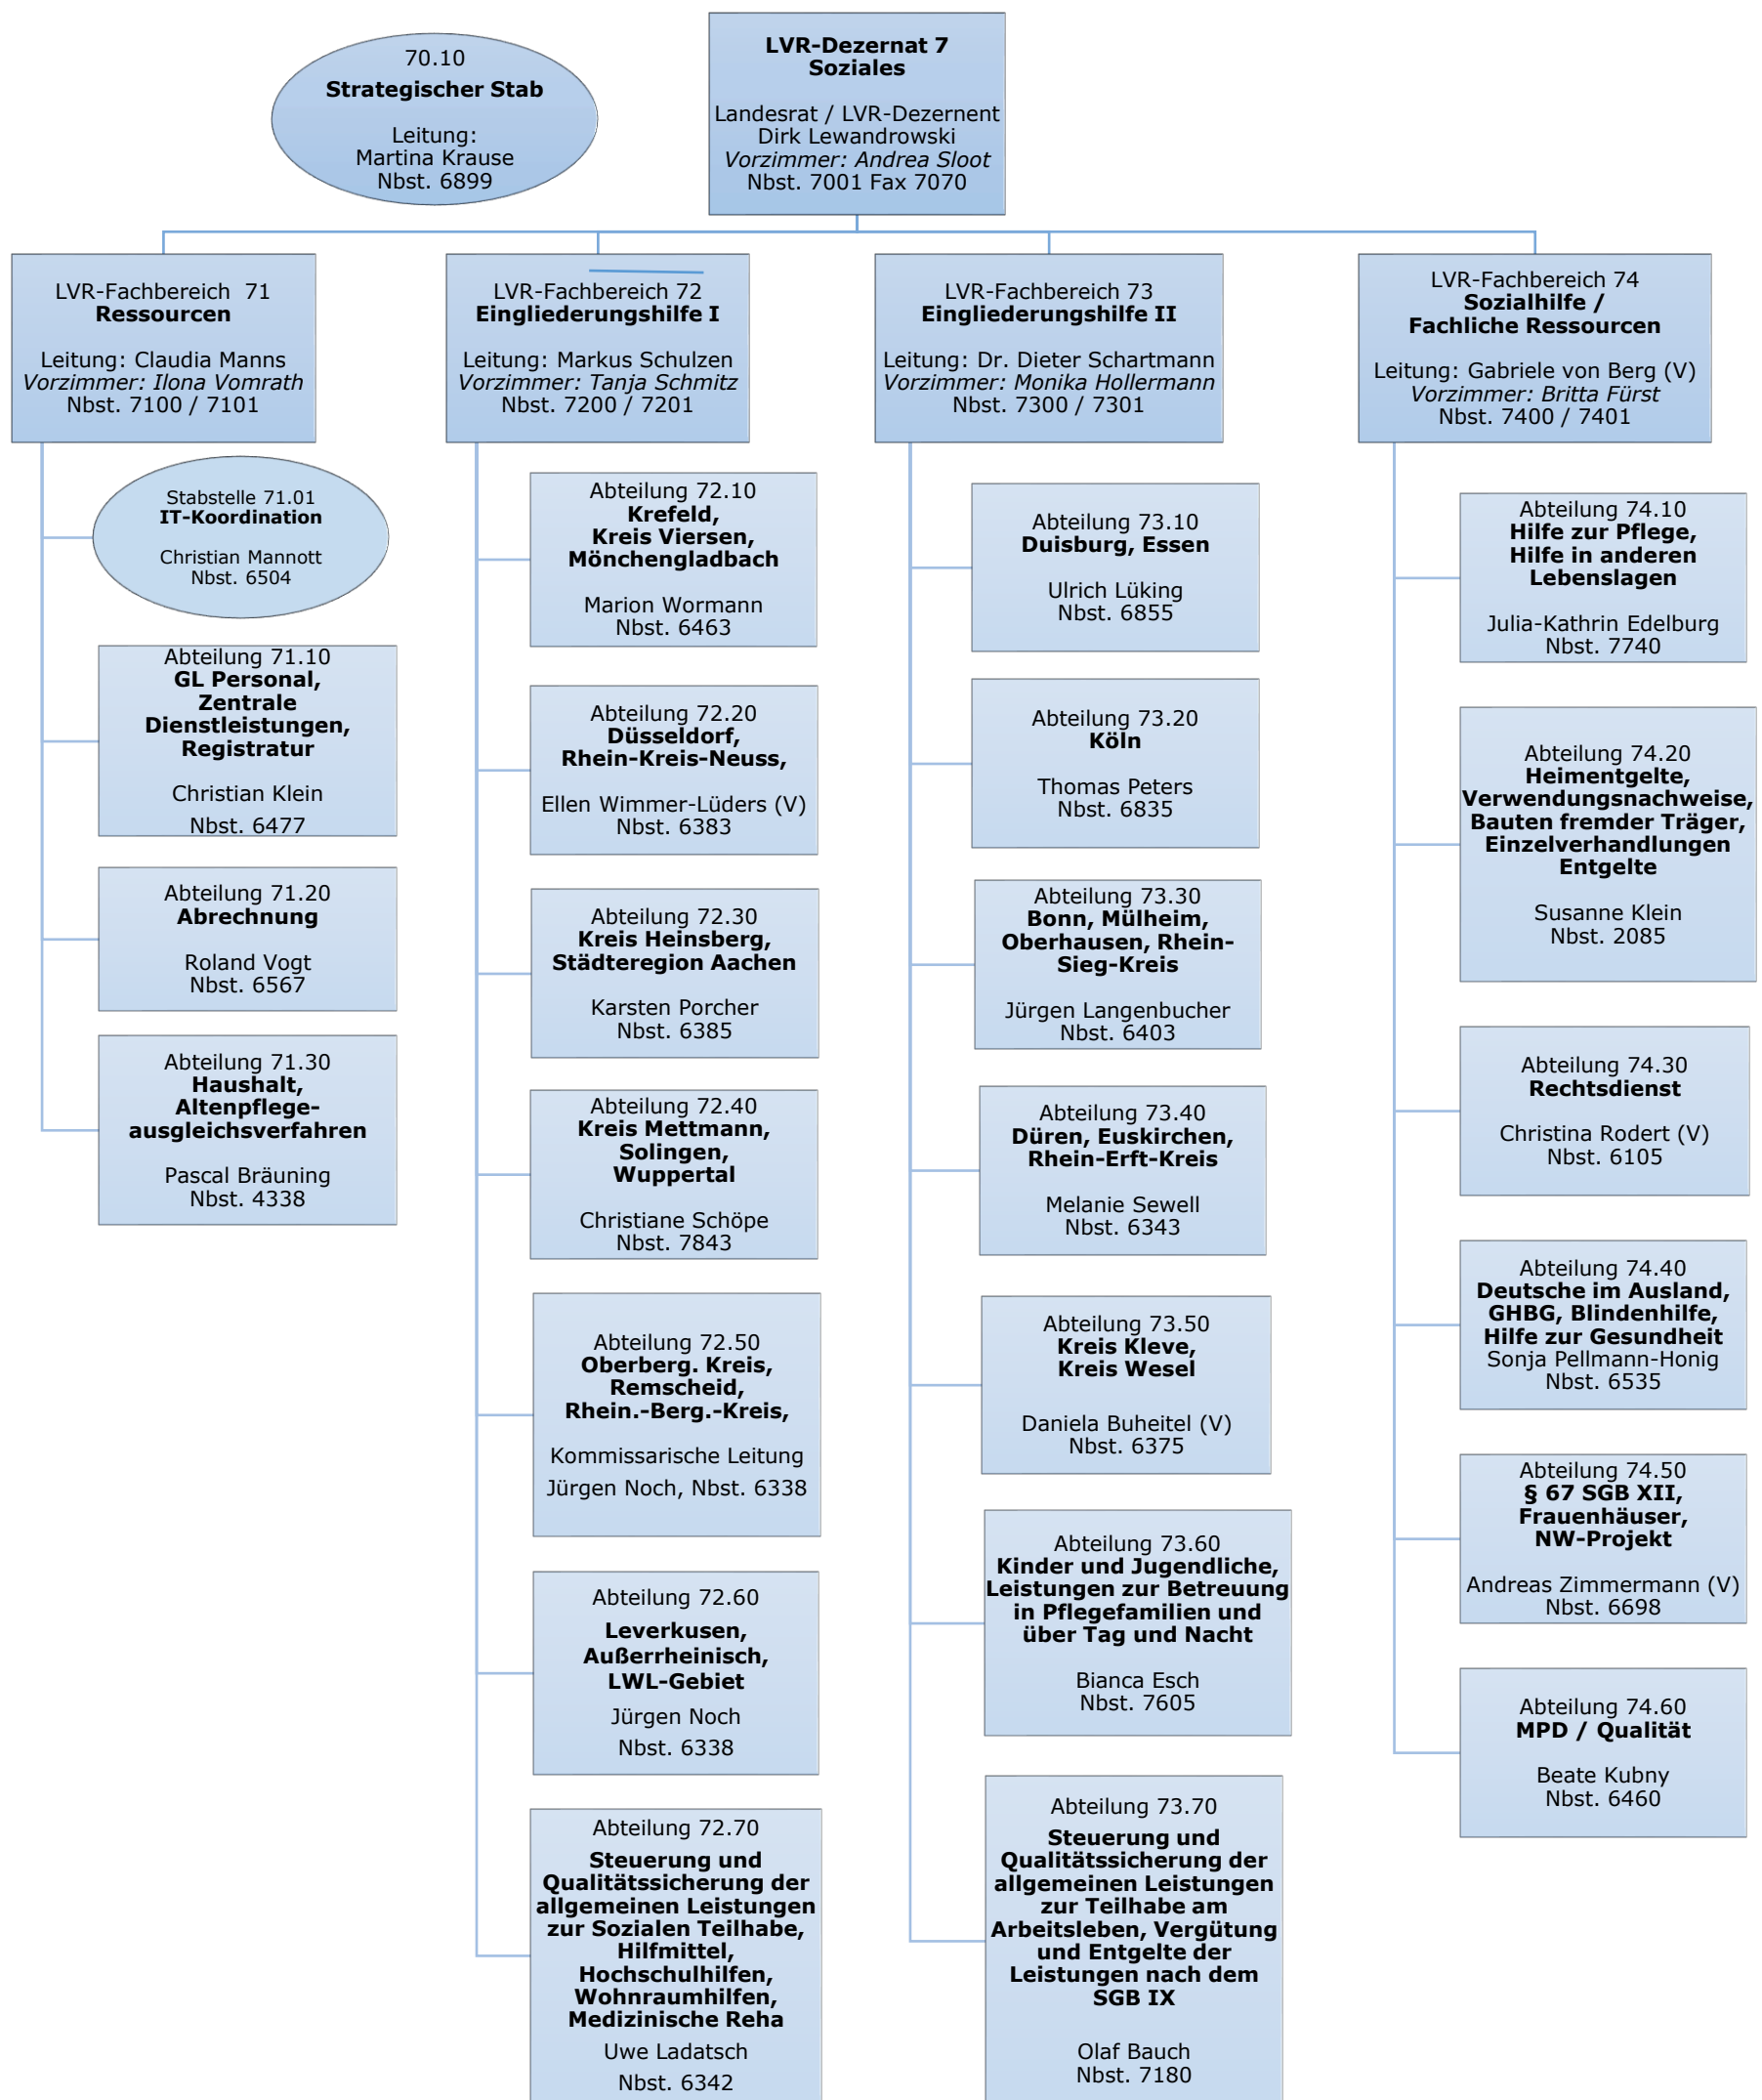 70.10
Strategischer Stab
Leitung:
Martina Krause
Nbst. 6899
LVR-Dezernat 7
Soziales
Landesrat / LVR-Dezernent
Dirk Lewandrowski
Vorzimmer: Andrea Sloot
Nbst. 7001 Fax 7070
LVR-Fachbereich 71
Ressourcen
Leitung: Claudia Manns
Vorzimmer: Ilona Vomrath
Nbst. 7100 / 7101
Stabstelle 71.01
IT-Koordination
Christian Mannott
Nbst. 6504
Abteilung 71.10
GL Personal,
Zentrale
Dienstleistungen,
Registratur
Christian Klein
Nbst. 6477
Abteilung 71.20
Abrechnung
Roland Vogt
Nbst. 6567
Abteilung 71.30
Haushalt,
Altenpflege-
ausgleichsverfahren
Pascal Bräuning
Nbst. 4338
LVR-Fachbereich 72
Eingliederungshilfe I
Leitung: Markus Schulzen
Vorzimmer: Tanja Schmitz
Nbst. 7200 / 7201
Abteilung 72.10
Krefeld,
Kreis Viersen,
Mönchengladbach
Marion Wormann
Nbst. 6463
Abteilung 72.20
Düsseldorf,
Rhein-Kreis-Neuss,
Ellen Wimmer-Lüders (V)
Nbst. 6383
Abteilung 72.30
Kreis Heinsberg,
Städteregion Aachen
Karsten Porcher
Nbst. 6385
Abteilung 72.40
Kreis Mettmann,
Solingen,
Wuppertal
Christiane Schöpe
Nbst. 7843
Abteilung 72.50
Oberberg. Kreis,
Remscheid,
Rhein.-Berg.-Kreis,
Kommissarische Leitung
Jürgen Noch, Nbst. 6338
Abteilung 72.60
Leverkusen,
Außerrheinisch,
LWL-Gebiet
Jürgen Noch
Nbst. 6338
Abteilung 72.70
Steuerung und
Qualitätssicherung der
allgemeinen Leistungen
zur Sozialen Teilhabe,
Hilfmittel,
Hochschulhilfen,
Wohnraumhilfen,
Medizinische Reha
Uwe Ladatsch
Nbst. 6342
LVR-Fachbereich 73
Eingliederungshilfe II
Leitung: Dr. Dieter Schartmann
Vorzimmer: Monika Hollermann
Nbst. 7300 / 7301
Abteilung 73.10
Duisburg, Essen
Ulrich Lüking
Nbst. 6855
Abteilung 73.20
Köln
Thomas Peters
Nbst. 6835
Abteilung 73.30
Bonn, Mülheim,
Oberhausen, Rhein-
Sieg-Kreis
Jürgen Langenbucher
Nbst. 6403
Abteilung 73.40
Düren, Euskirchen,
Rhein-Erft-Kreis
Melanie Sewell
Nbst. 6343
Abteilung 73.50
Kreis Kleve,
Kreis Wesel
Daniela Buheitel (V)
Nbst. 6375
Abteilung 73.60
Kinder und Jugendliche,
Leistungen zur Betreuung
in Pflegefamilien und
über Tag und Nacht
Bianca Esch
Nbst. 7605
Abteilung 73.70
Steuerung und
Qualitätssicherung der
allgemeinen Leistungen
zur Teilhabe am
Arbeitsleben, Vergütung
und Entgelte der
Leistungen nach dem
SGB IX
Olaf Bauch
Nbst. 7180
LVR-Fachbereich 74
Sozialhilfe /
Fachliche Ressourcen
Leitung: Gabriele von Berg (V)
Vorzimmer: Britta Fürst
Nbst. 7400 / 7401
Abteilung 74.10
Hilfe zur Pflege,
Hilfe in anderen
Lebenslagen
Julia-Kathrin Edelburg
Nbst. 7740
Abteilung 74.20
Heimentgelte,
Verwendungsnachweise,
Bauten fremder Träger,
Einzelverhandlungen
Entgelte
Susanne Klein
Nbst. 2085
Abteilung 74.30
Rechtsdienst
Christina Rodert (V)
Nbst. 6105
Abteilung 74.40
Deutsche im Ausland,
GHBG, Blindenhilfe,
Hilfe zur Gesundheit
Sonja Pellmann-Honig
Nbst. 6535
Abteilung 74.50
§ 67 SGB XII,
Frauenhäuser,
NW-Projekt
Andreas Zimmermann (V)
Nbst. 6698
Abteilung 74.60
MPD / Qualität
Beate Kubny
Nbst. 6460